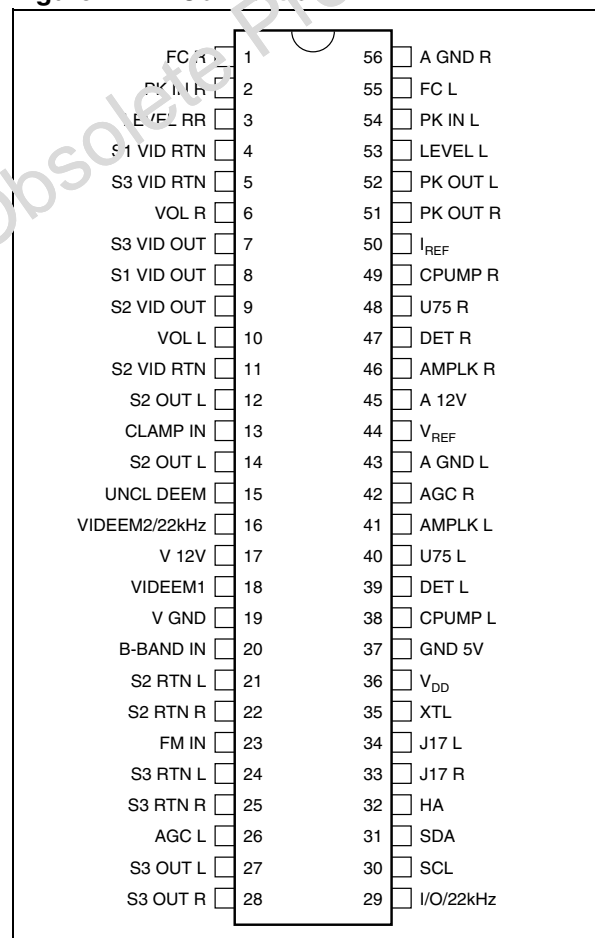 Obsolete
FC R 1 56 A GND R
PK IN R 2 55 FC L
LEVEL RR 3 54 PK IN L
S1 VID RTN 4 53 LEVEL L
S3 VID RTN 5 52 PK OUT L
VOL R 6 51 PK OUT R
S3 VID OUT 7 50 IREF
S1 VID OUT 8 49 CPUMP R
S2 VID OUT 9 48 U75 R
VOL L 10 47 DET R
S2 VID RTN 11 46 AMPLK R
S2 OUT L 12 45 A 12V
CLAMP IN 13 44 VREF
S2 OUT L 14 43 A GND L
UNCL DEEM 15 42 AGC R
VIDEEM2/22kHz 16 41 AMPLK L
V 12V 17 40 U75 L
VIDEEM1 18 39 DET L
V GND 19 38 CPUMP L
B-BAND IN 20 37 GND 5V
S2 RTN L 21 36 VDD
S2 RTN R 22 35 XTL
FM IN 23 34 J17 L
S3 RTN L 24 33 J17 R
S3 RTN R 25 32 HA
AGC L 26 31 SDA
S3 OUT L 27 30 SCL
S3 OUT R 28 29 I/O/22kHz